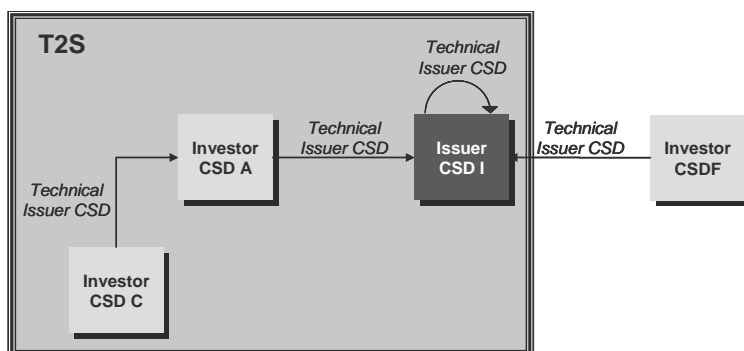 T2S
Technical
Issuer CSD
Investor
CSD A
Technical
Issuer CSD
Issuer
CSD I
Technical
Issuer CSD
Investor
CSDF
Technical
Issuer CSD
Investor
CSD C